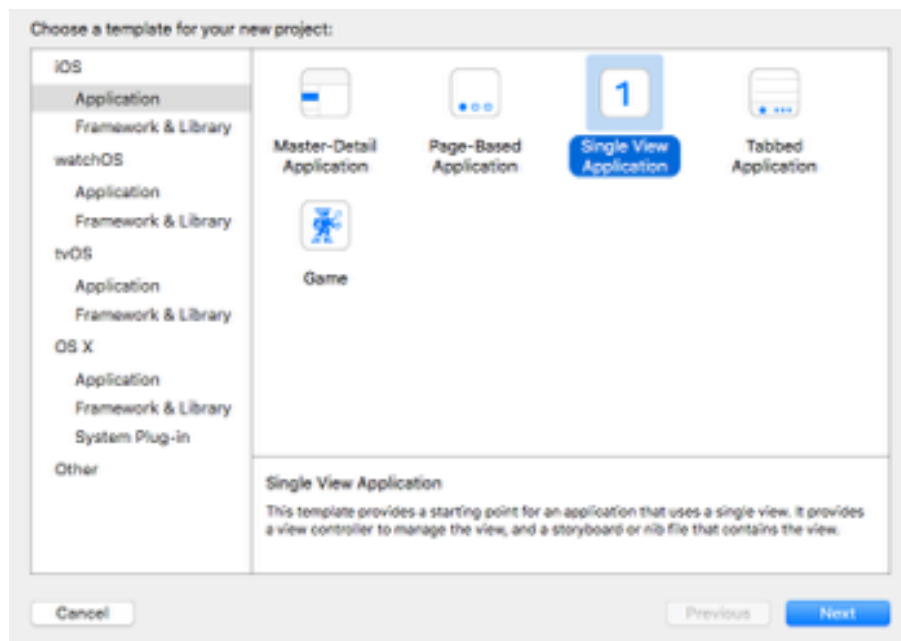 Choose a template for your new project:
iOS
Application
Framework & Library
watchOS
Application
Framework & Library
tvOS
Application
Framework & Library
OS X
Application
Framework & Library
System Plug-in
Other
Master-Detail
Application
Page-Based
Application
1
Single View
Application
Tabbed
Application
Game
Single View Application
This template provides a starting point for an application that uses a single view. It provides
a view controller to manage the view, and a storyboard or nib file that contains the view.
Cancel
Previous
Next